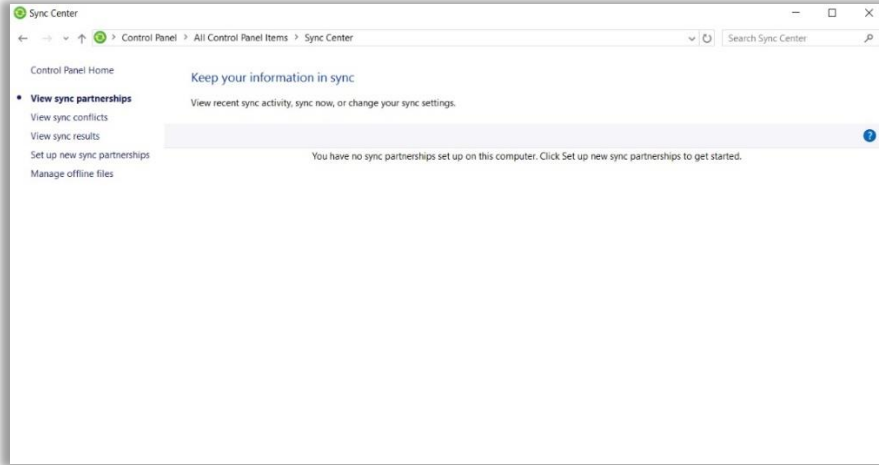 Sync Center
Control Panel > All Control Panel Items > Sync Center
Search Sync Center
Control Panel Home
View sync partnerships
View sync conflicts
View sync results
Set up new sync partnerships
Manage offline files
Keep your information in sync
View recent sync activity, sync now, or change your sync settings.
?
You have no sync partnerships set up on this computer. Click Set up new sync partnerships to get started.